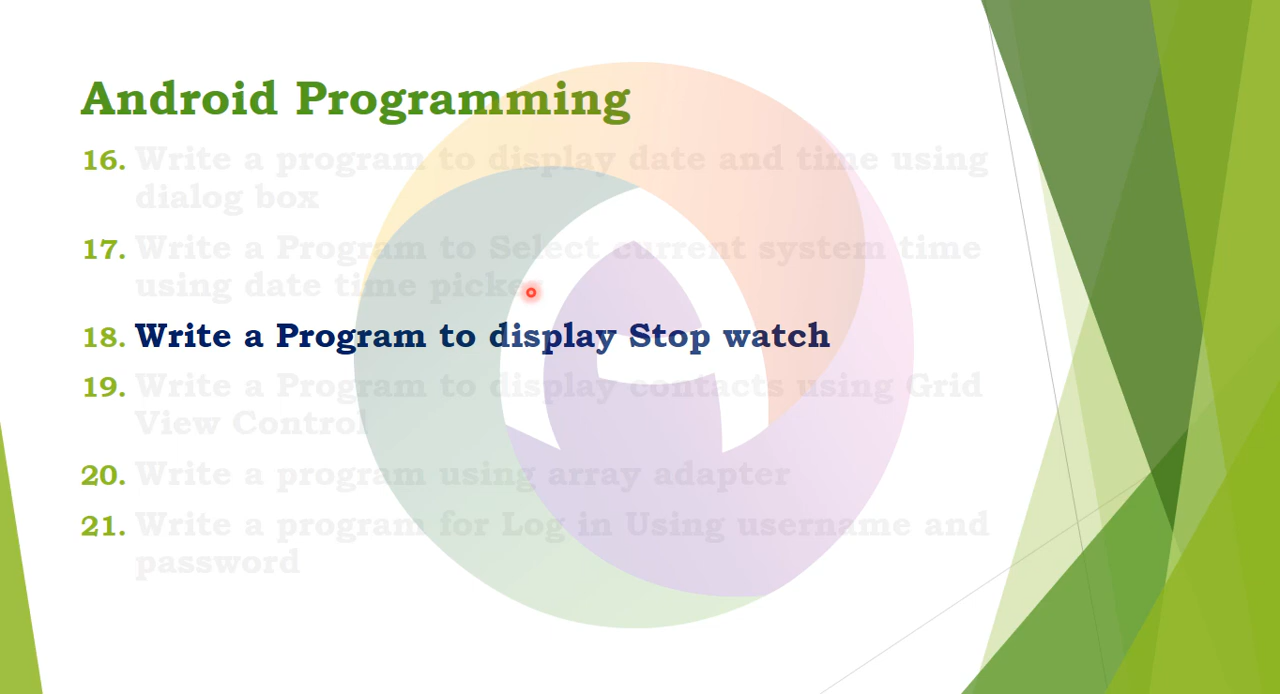 Android Programming
16. Write a program to display date and time using
dialog box
17. Write a Program to Select current system time
using date time picker
18. Write a Program to display Stop watch
19. Write a Program to display contacts using Grid
View Control
20. Write a program using array adapter
21. Write a program for Log in Using username and
password